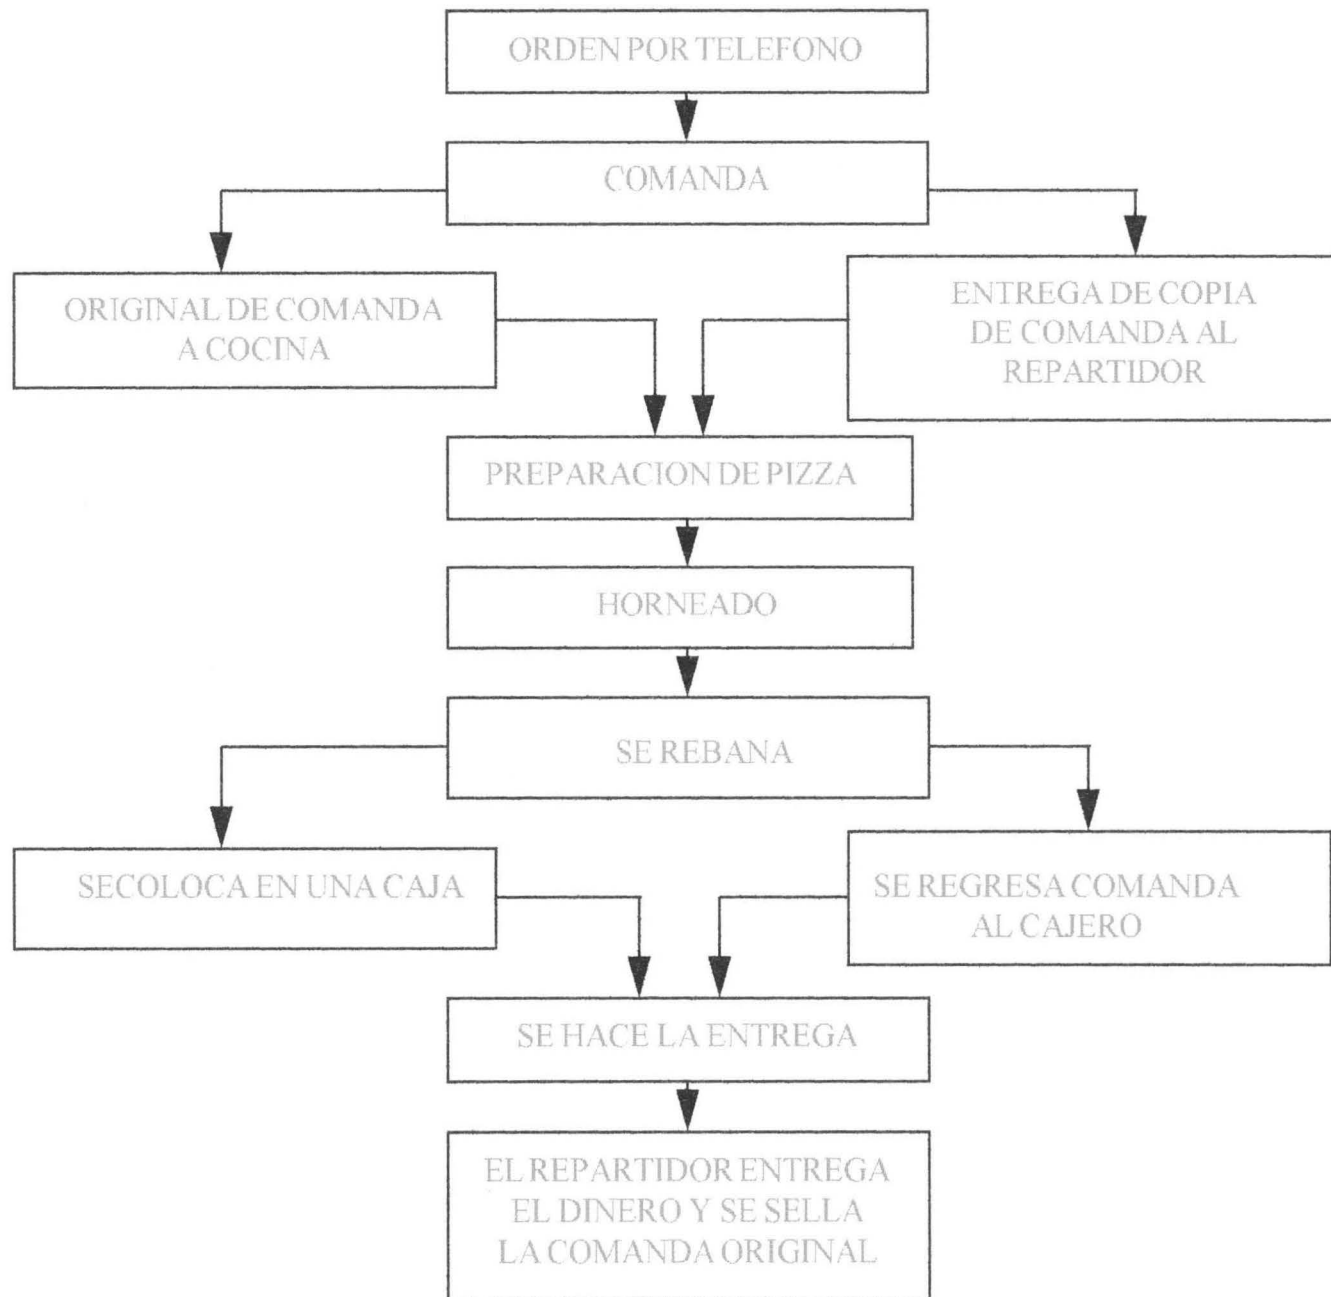 ORDEN POR TELEFONO
COMANDA
ORIGINAL DE COMANDA
A COCINA
ENTREGA DE COPIA
DE COMANDA AL
REPARTIDOR
PREPARACION DE PIZZA
HORNEADO
SE REBANA
SECOLOCA EN UNA CAJA
SE REGRESA COMANDA
AL CAJERO
SE HACE LA ENTREGA
EL REPARTIDOR ENTREGA
EL DINERO Y SE SELLA
LA COMANDA ORIGINAL